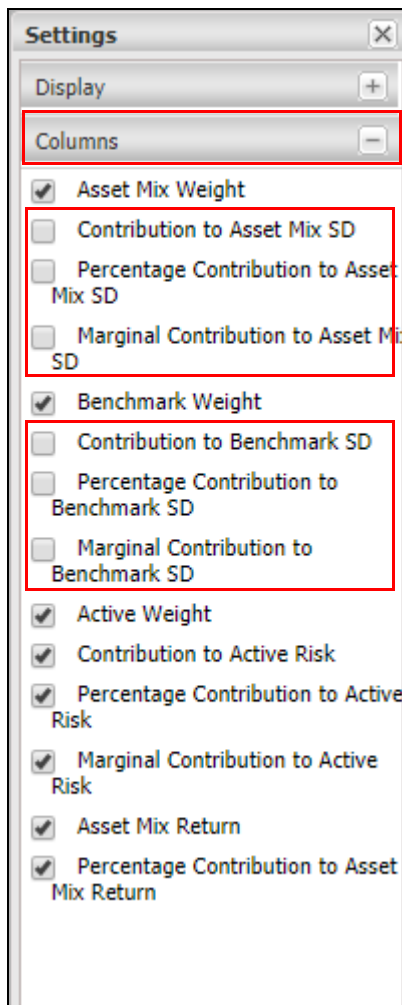 Settings
Display
Columns
Asset Mix Weight
Contribution to Asset Mix SD
Percentage Contribution to Asset
Mix SD
Marginal Contribution to Asset Mix
SD
Benchmark Weight
Contribution to Benchmark SD
Percentage Contribution to
Benchmark SD
Marginal Contribution to
Benchmark SD
Active Weight
Contribution to Active Risk
Percentage Contribution to Active
Risk
Marginal Contribution to Active
Risk
Asset Mix Return
Percentage Contribution to Asset
Mix Return